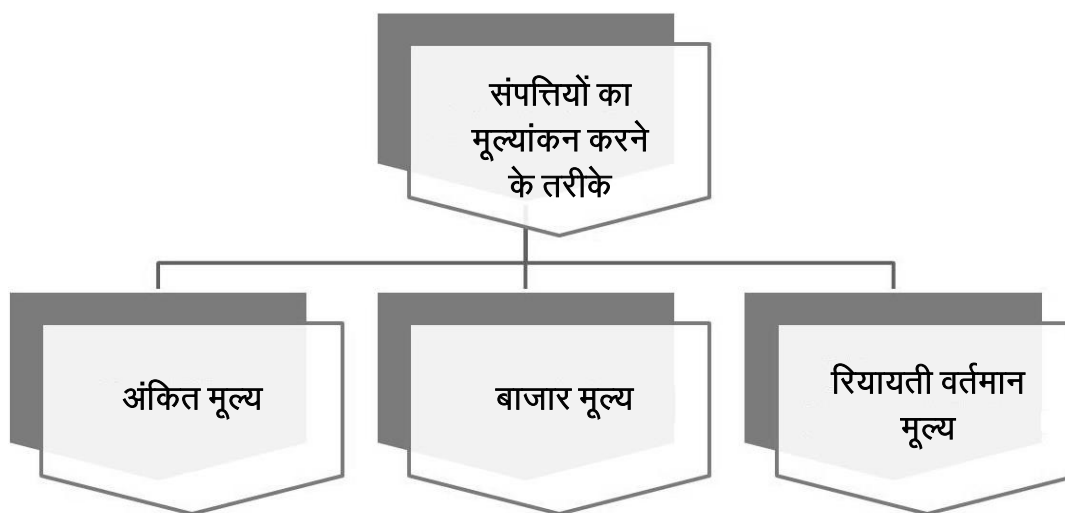 संपत्तियों का
मूल्यांकन करने
के तरीके
अंकित मूल्य
बाजार मूल्य
रियायती वर्तमान
मूल्य